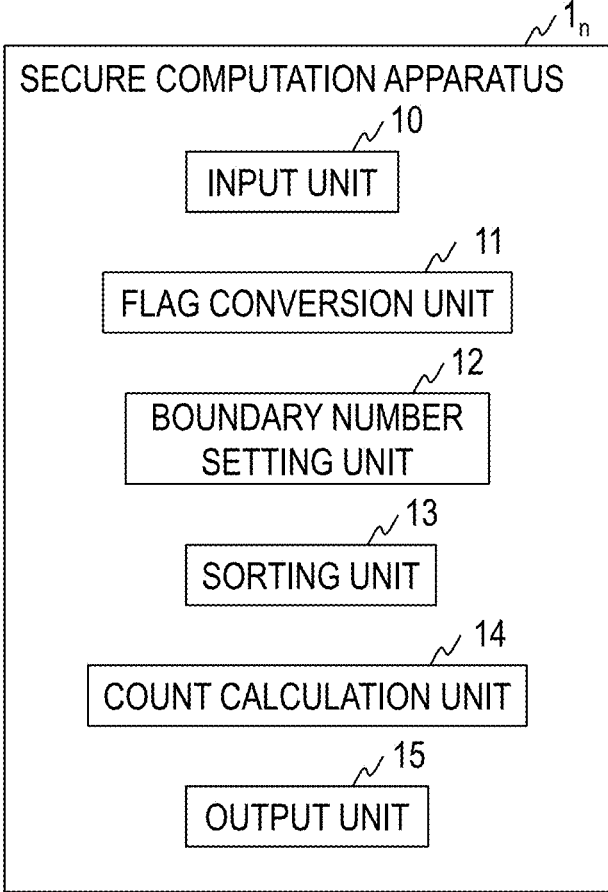 1n
SECURE COMPUTATION APPARATUS
10
INPUT UNIT
11
FLAG CONVERSION UNIT
12
BOUNDARY NUMBER
SETTING UNIT
13
SORTING UNIT
14
COUNT CALCULATION UNIT
15
OUTPUT UNIT